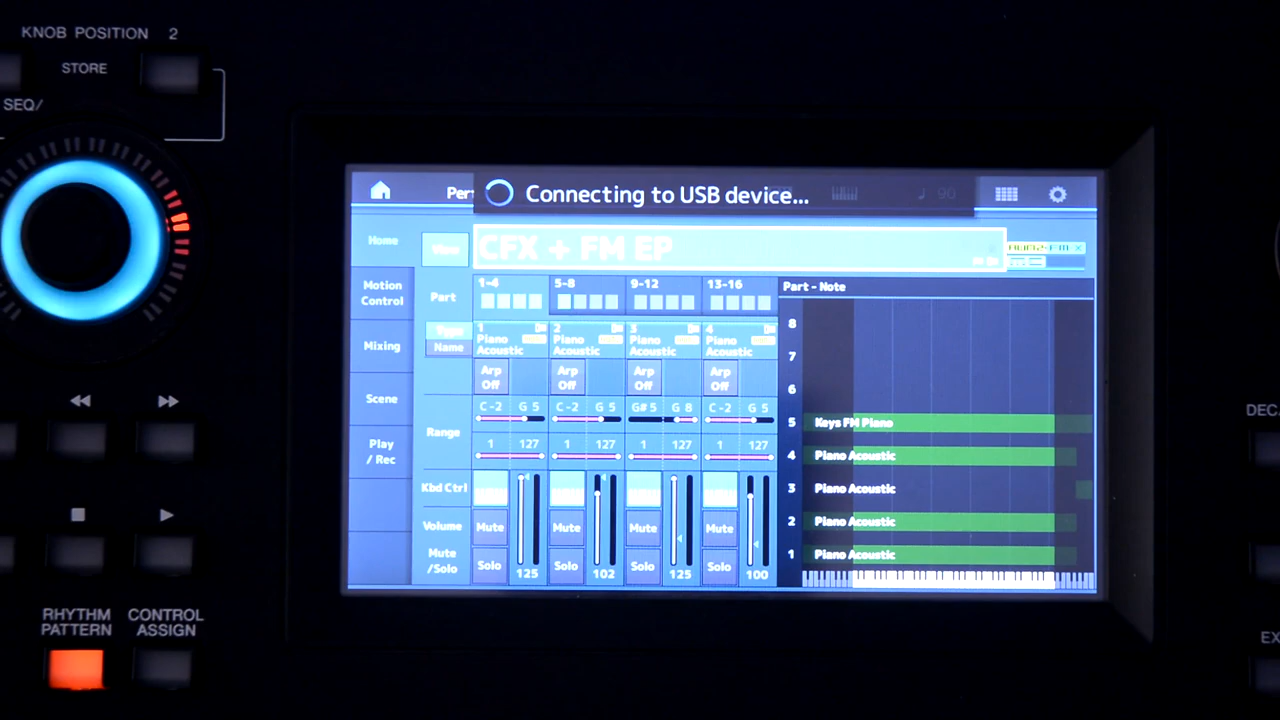 KNOB POSITION 2
STORE
SEQ/
RHYTHM PATTERN
CONTROL ASSIGN
Connecting to USB device...
90
Home
View
CFX + FM EP
Motion Control
Part
1-4
5-8
9-12
13-16
Part - Note
Mixing
Type
Name
1 Piano Acoustic
2 Piano Acoustic
3 Piano Acoustic
4 Piano Acoustic
Arp Off
Arp Off
Arp Off
Arp Off
Scene
Play / Rec
Range
C -2 G 5
C -2 G 5
G# 5 G 8
C -2 G 5
1 127
1 127
1 127
1 127
Kbd Ctrl
Volume
Mute /Solo
Mute
Mute
Mute
Mute
Solo
Solo
Solo
Solo
125
102
125
100
8
7
6
5 Keys FM Piano
4 Piano Acoustic
3 Piano Acoustic
2 Piano Acoustic
1 Piano Acoustic